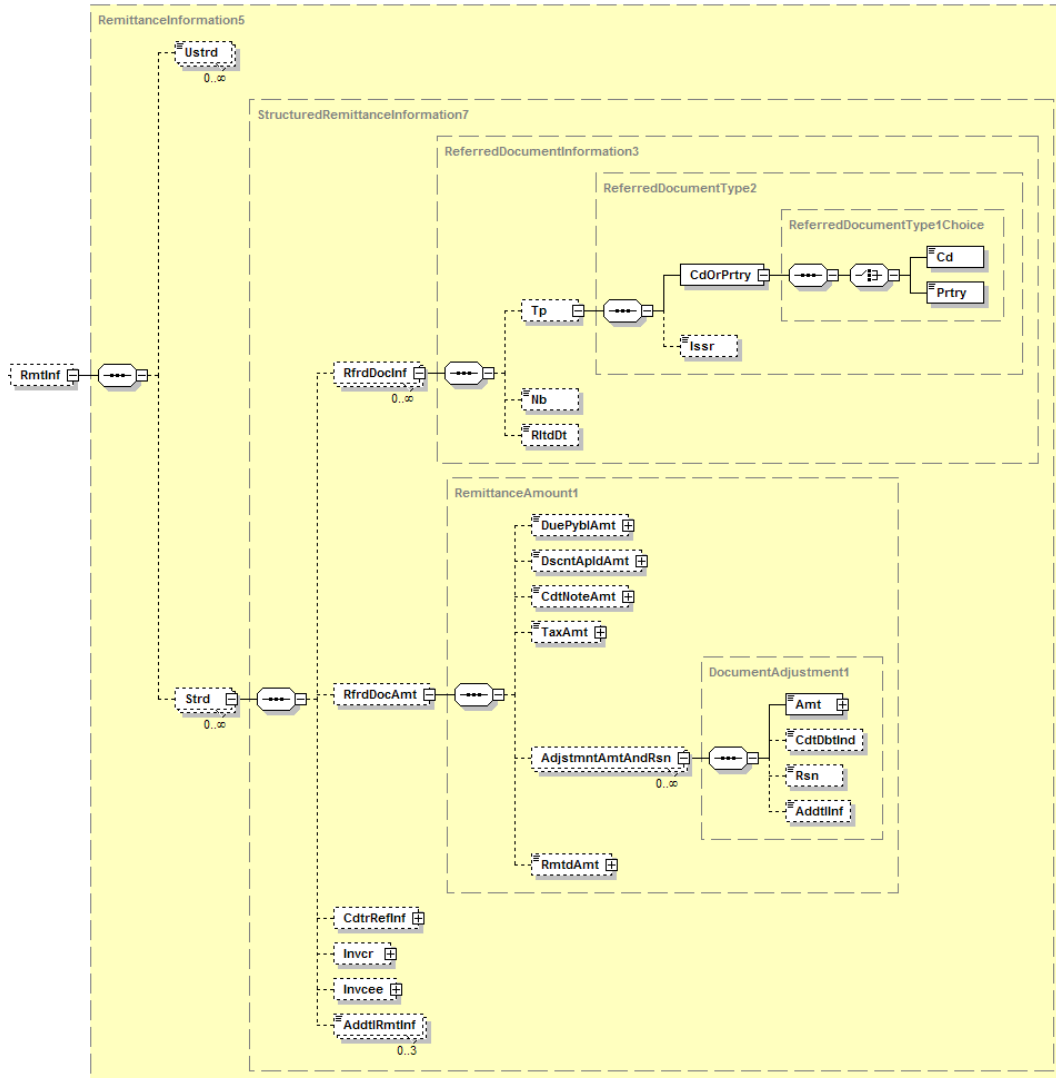 RemittanceInformation5
Ustrd
0..∞
StructuredRemittanceInformation7
ReferredDocumentInformation3
ReferredDocumentType2
ReferredDocumentType1Choice
Cd
CdOrPrtry
Prtry
Tp
Issr
RmtInf
RfrdDocInf
0..∞
Nb
RltdDt
RemittanceAmount1
DuePyblAmt
DscntApldAmt
CdtNoteAmt
TaxAmt
DocumentAdjustment1
Strd
0..∞
RfrdDocAmt
Amt
CdtDbtInd
AdjstmntAmtAndRsn
0..∞
Rsn
AddtlInf
RmtdAmt
CdtrRefInf
Invcr
Invcee
AddtlRmtInf
0..3